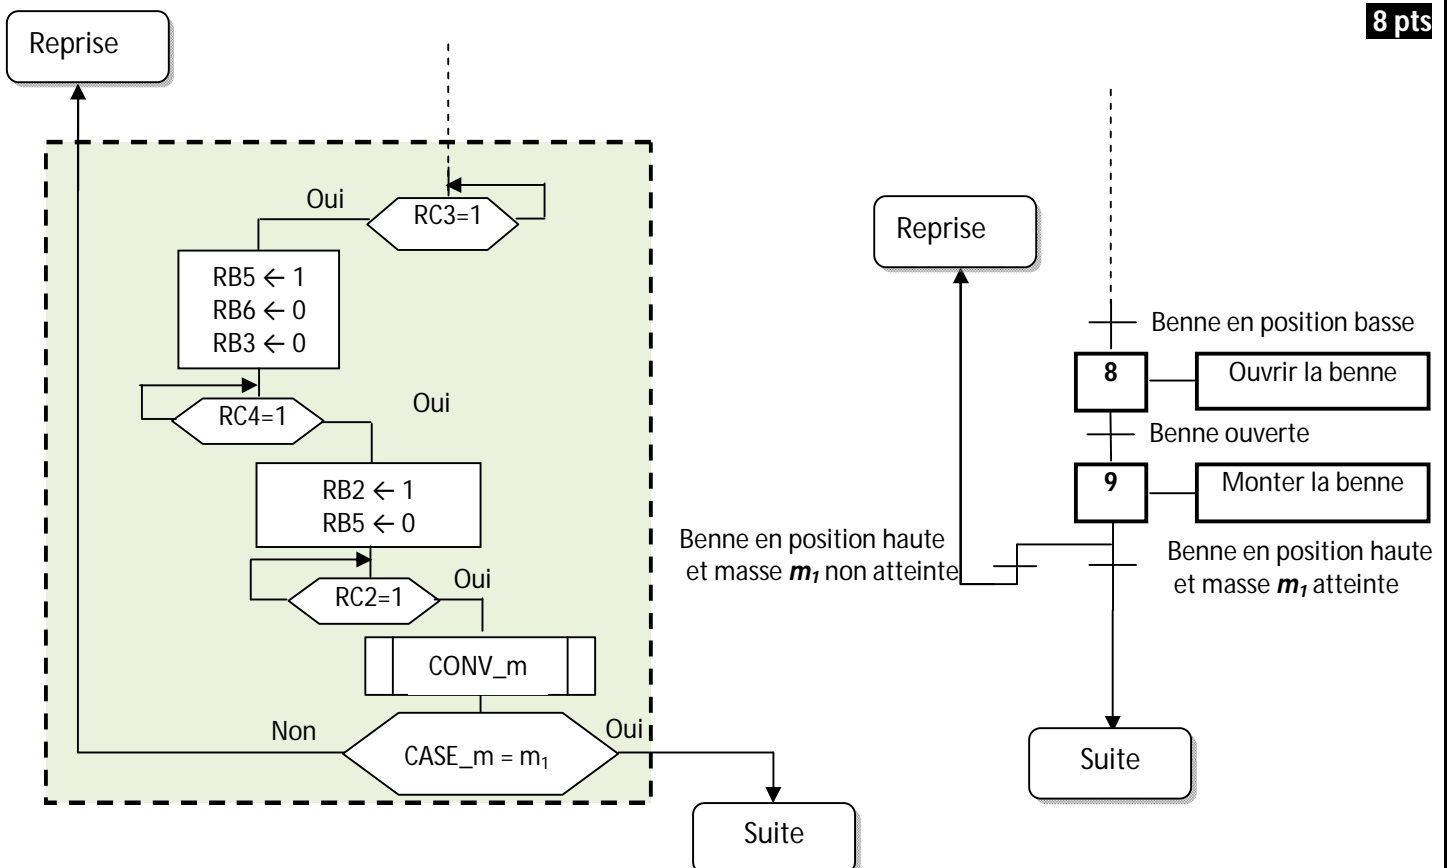 8 pts
Reprise
Oui
RC3=1
RB5 ← 1
RB6 ← 0
RB3 ← 0
RC4=1
Oui
RB2 ← 1
RB5 ← 0
RC2=1
Oui
CONV_m
Non
CASE_m = m₁
Oui
Suite
Reprise
Benne en position basse
8
Ouvrir la benne
Benne ouverte
9
Monter la benne
Benne en position haute
et masse m₁ non atteinte
Benne en position haute
et masse m₁ atteinte
Suite